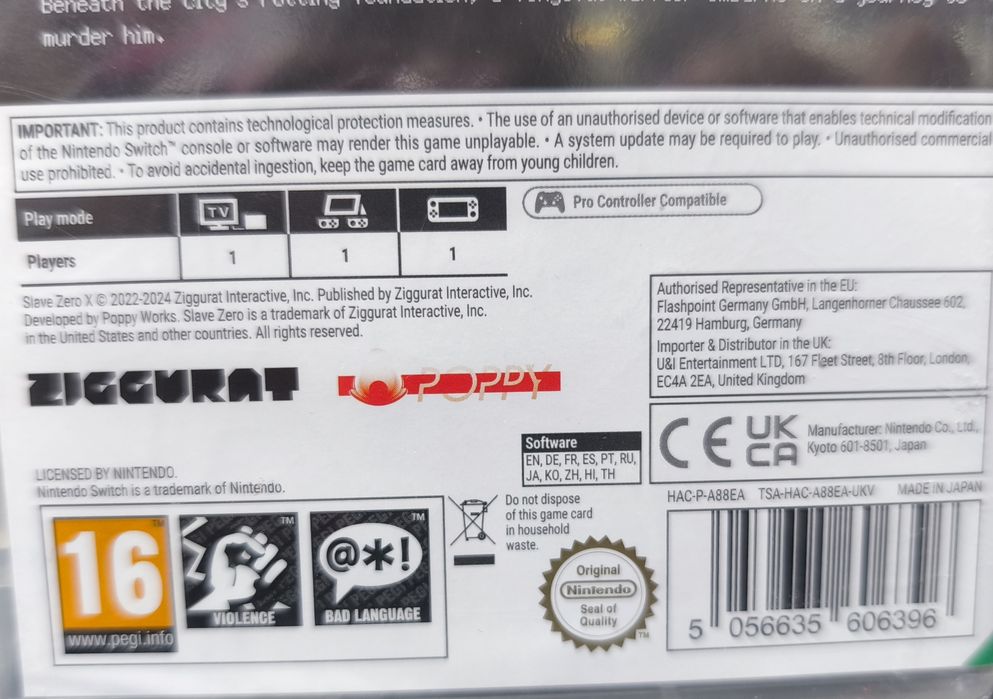 Beneath the City's rotting foundation, a
murder him.
IMPORTANT: This product contains technological protection measures. • The use of an unauthorised device or software that enables technical modification
of the Nintendo Switch™ console or software may render this game unplayable. • A system update may be required to play. • Unauthorised commercial
use prohibited. • To avoid accidental ingestion, keep the game card away from young children.
Play mode TV
Pro Controller Compatible
Players 1 1 1
Slave Zero X © 2022-2024 Ziggurat Interactive, Inc. Published by Ziggurat Interactive, Inc.
Developed by Poppy Works. Slave Zero is a trademark of Ziggurat Interactive, Inc.
in the United States and other countries. All rights reserved.
Authorised Representative in the EU:
Flashpoint Germany GmbH, Langenhorner Chaussee 602,
22419 Hamburg, Germany
Importer & Distributor in the UK:
U&I Entertainment LTD, 167 Fleet Street, 8th Floor, London,
EC4A 2EA, United Kingdom
ZIGGURAT
POPPY
CE UK
CA
Manufacturer: Nintendo Co., Ltd.,
Kyoto 601-8501, Japan
Software
EN, DE, FR, ES, PT, RU,
JA, KO, ZH, HI, TH
LICENSED BY NINTENDO.
Nintendo Switch is a trademark of Nintendo.
HAC-P-A88EA TSA-HAC-A88EA-UKV MADE IN JAPAN
16 TM
www.pegi.info
TM
VIOLENCE
TM
@*!
BAD LANGUAGE
Do not dispose
of this game card
in household
waste.
Original
Nintendo
Seal of
Quality
TM
5 056635 606396